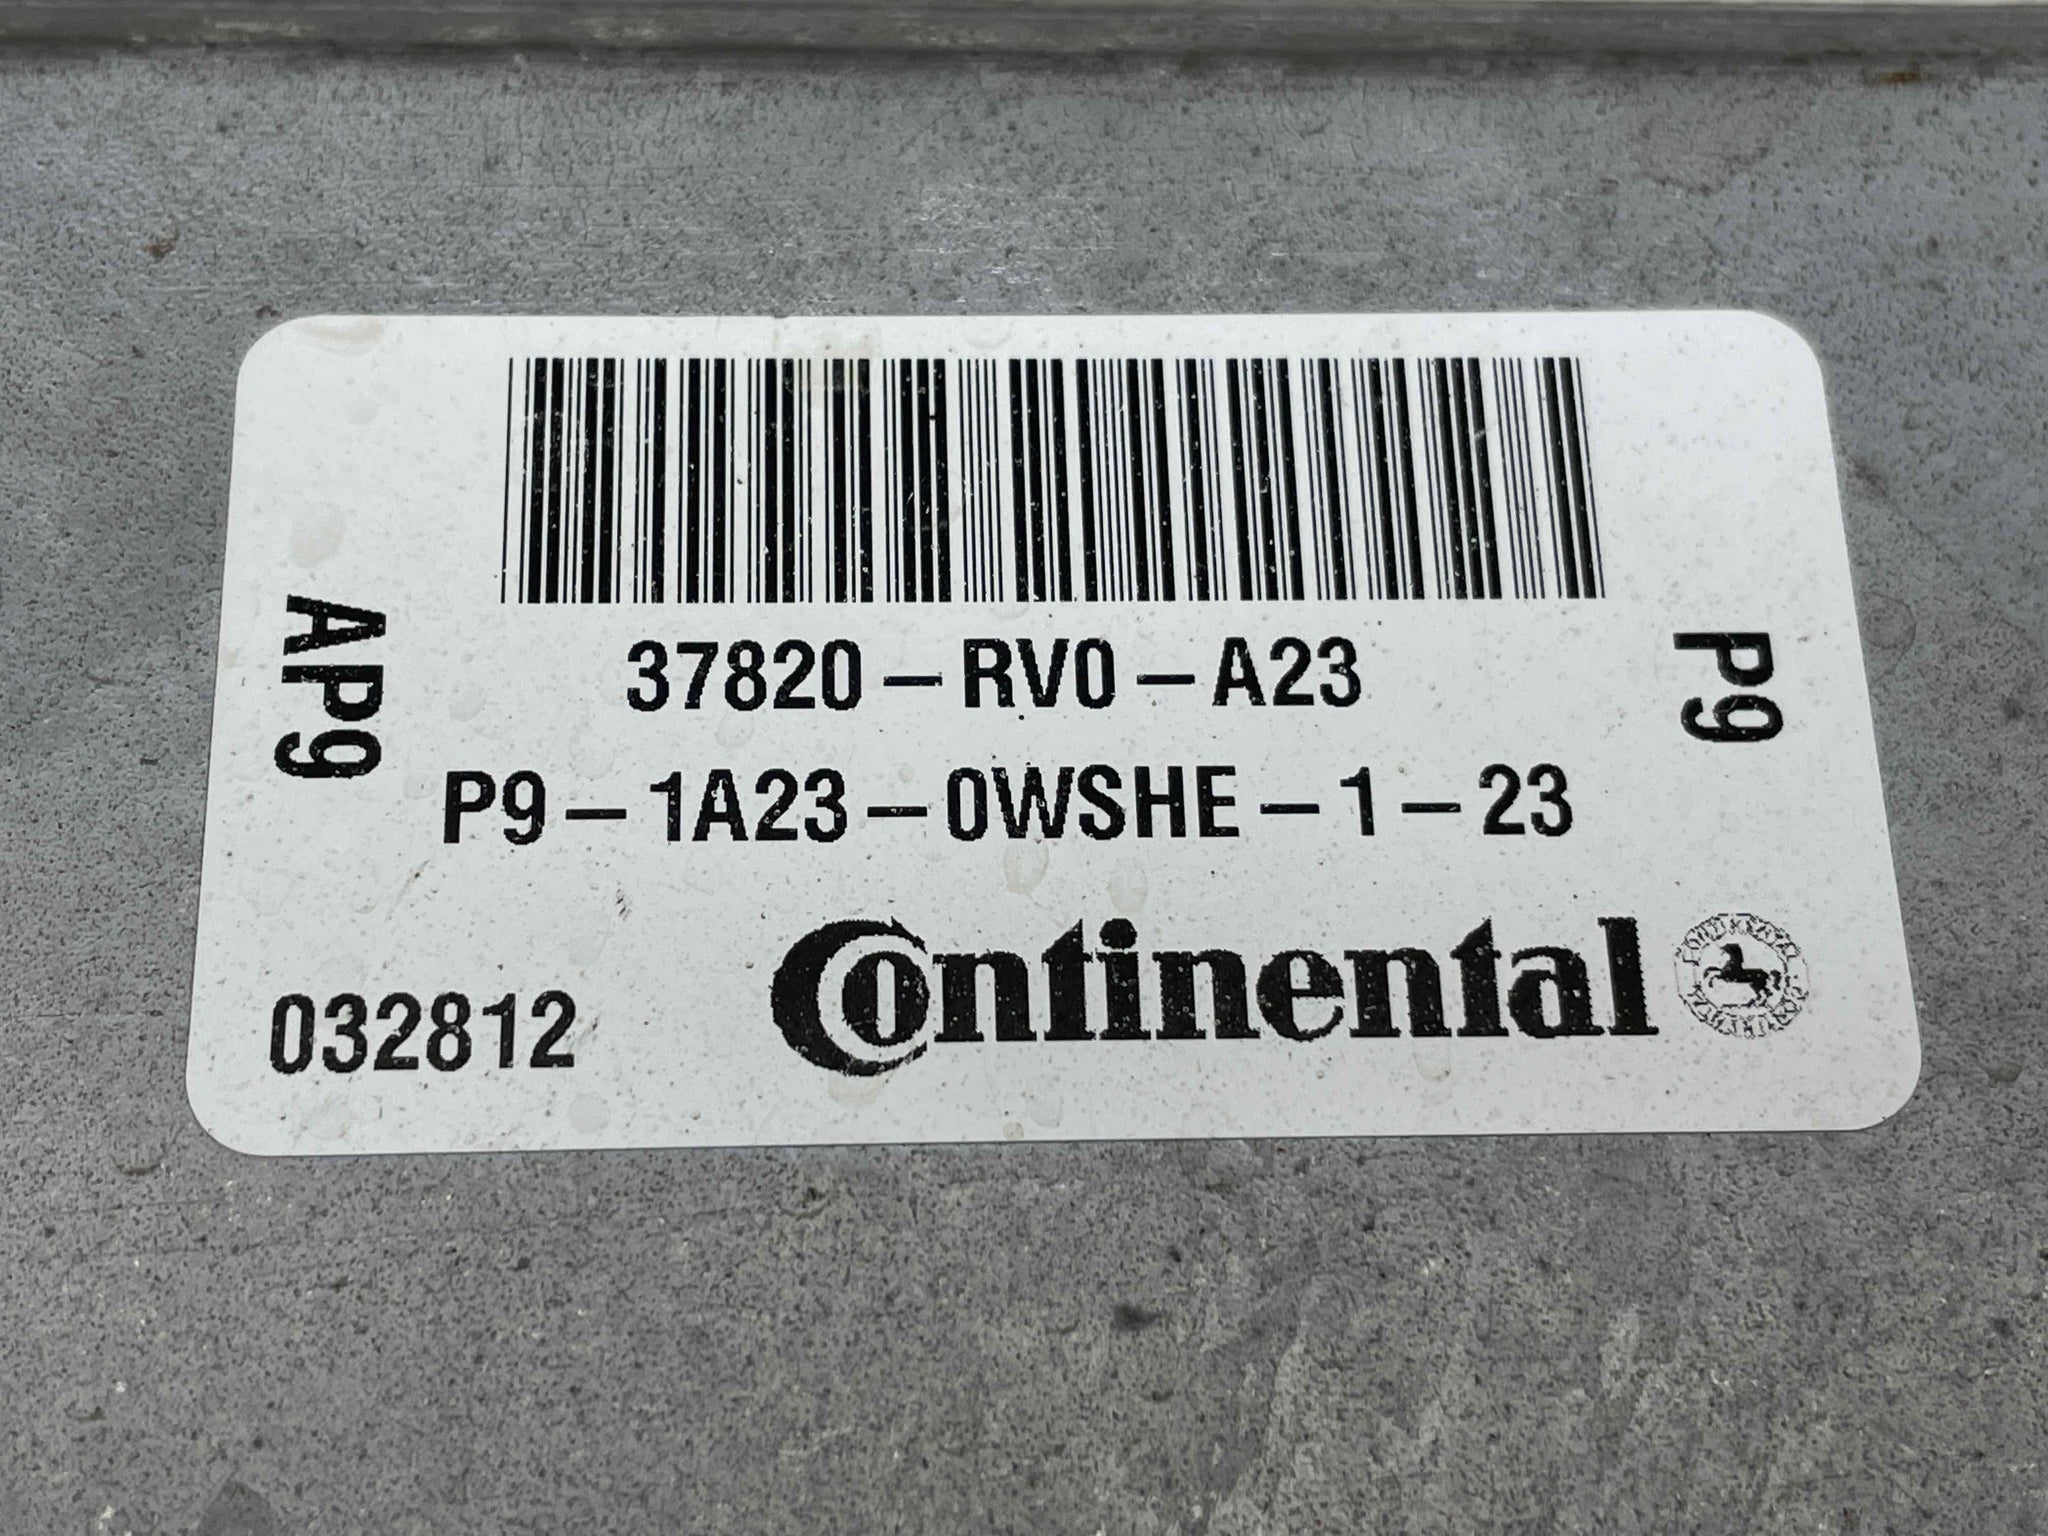 37820-RV0-A23
AP9
P9
P9-1A23-0WSHE-1-23
032812
Continental